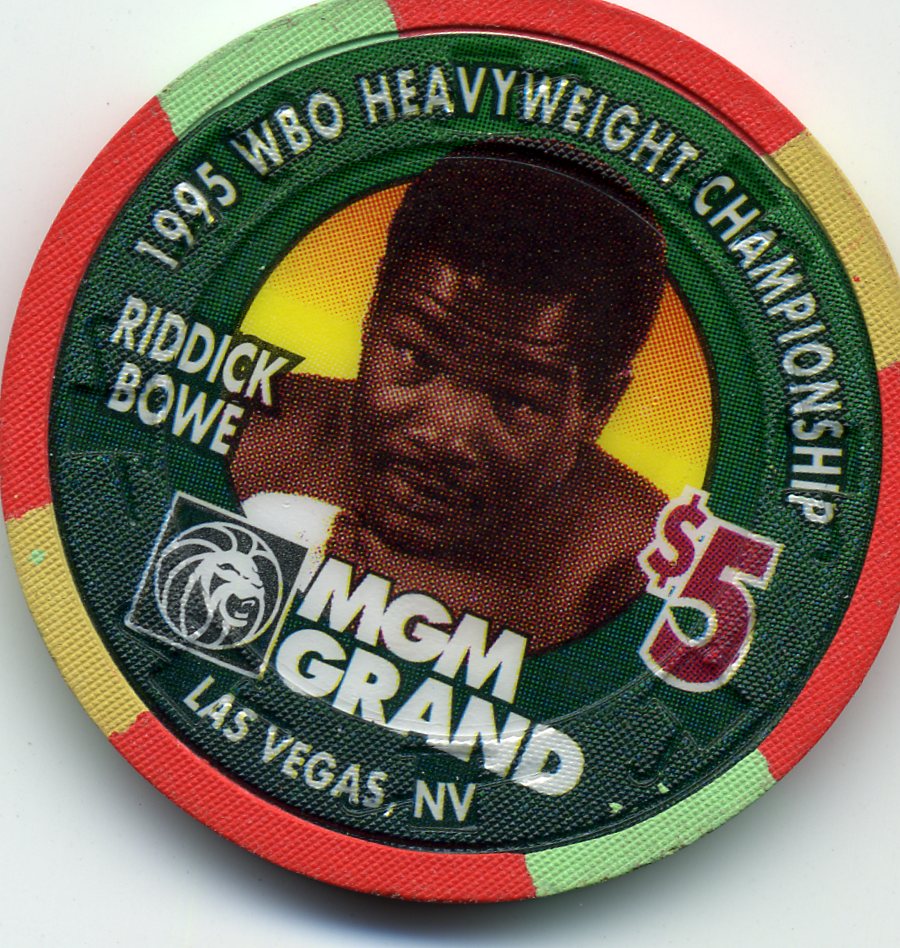 1995 WBO HEAVYWEIGHT CHAMPIONSHIP
RIDDICK
BOWE
$5
MGM
GRAND
LAS VEGAS, NV